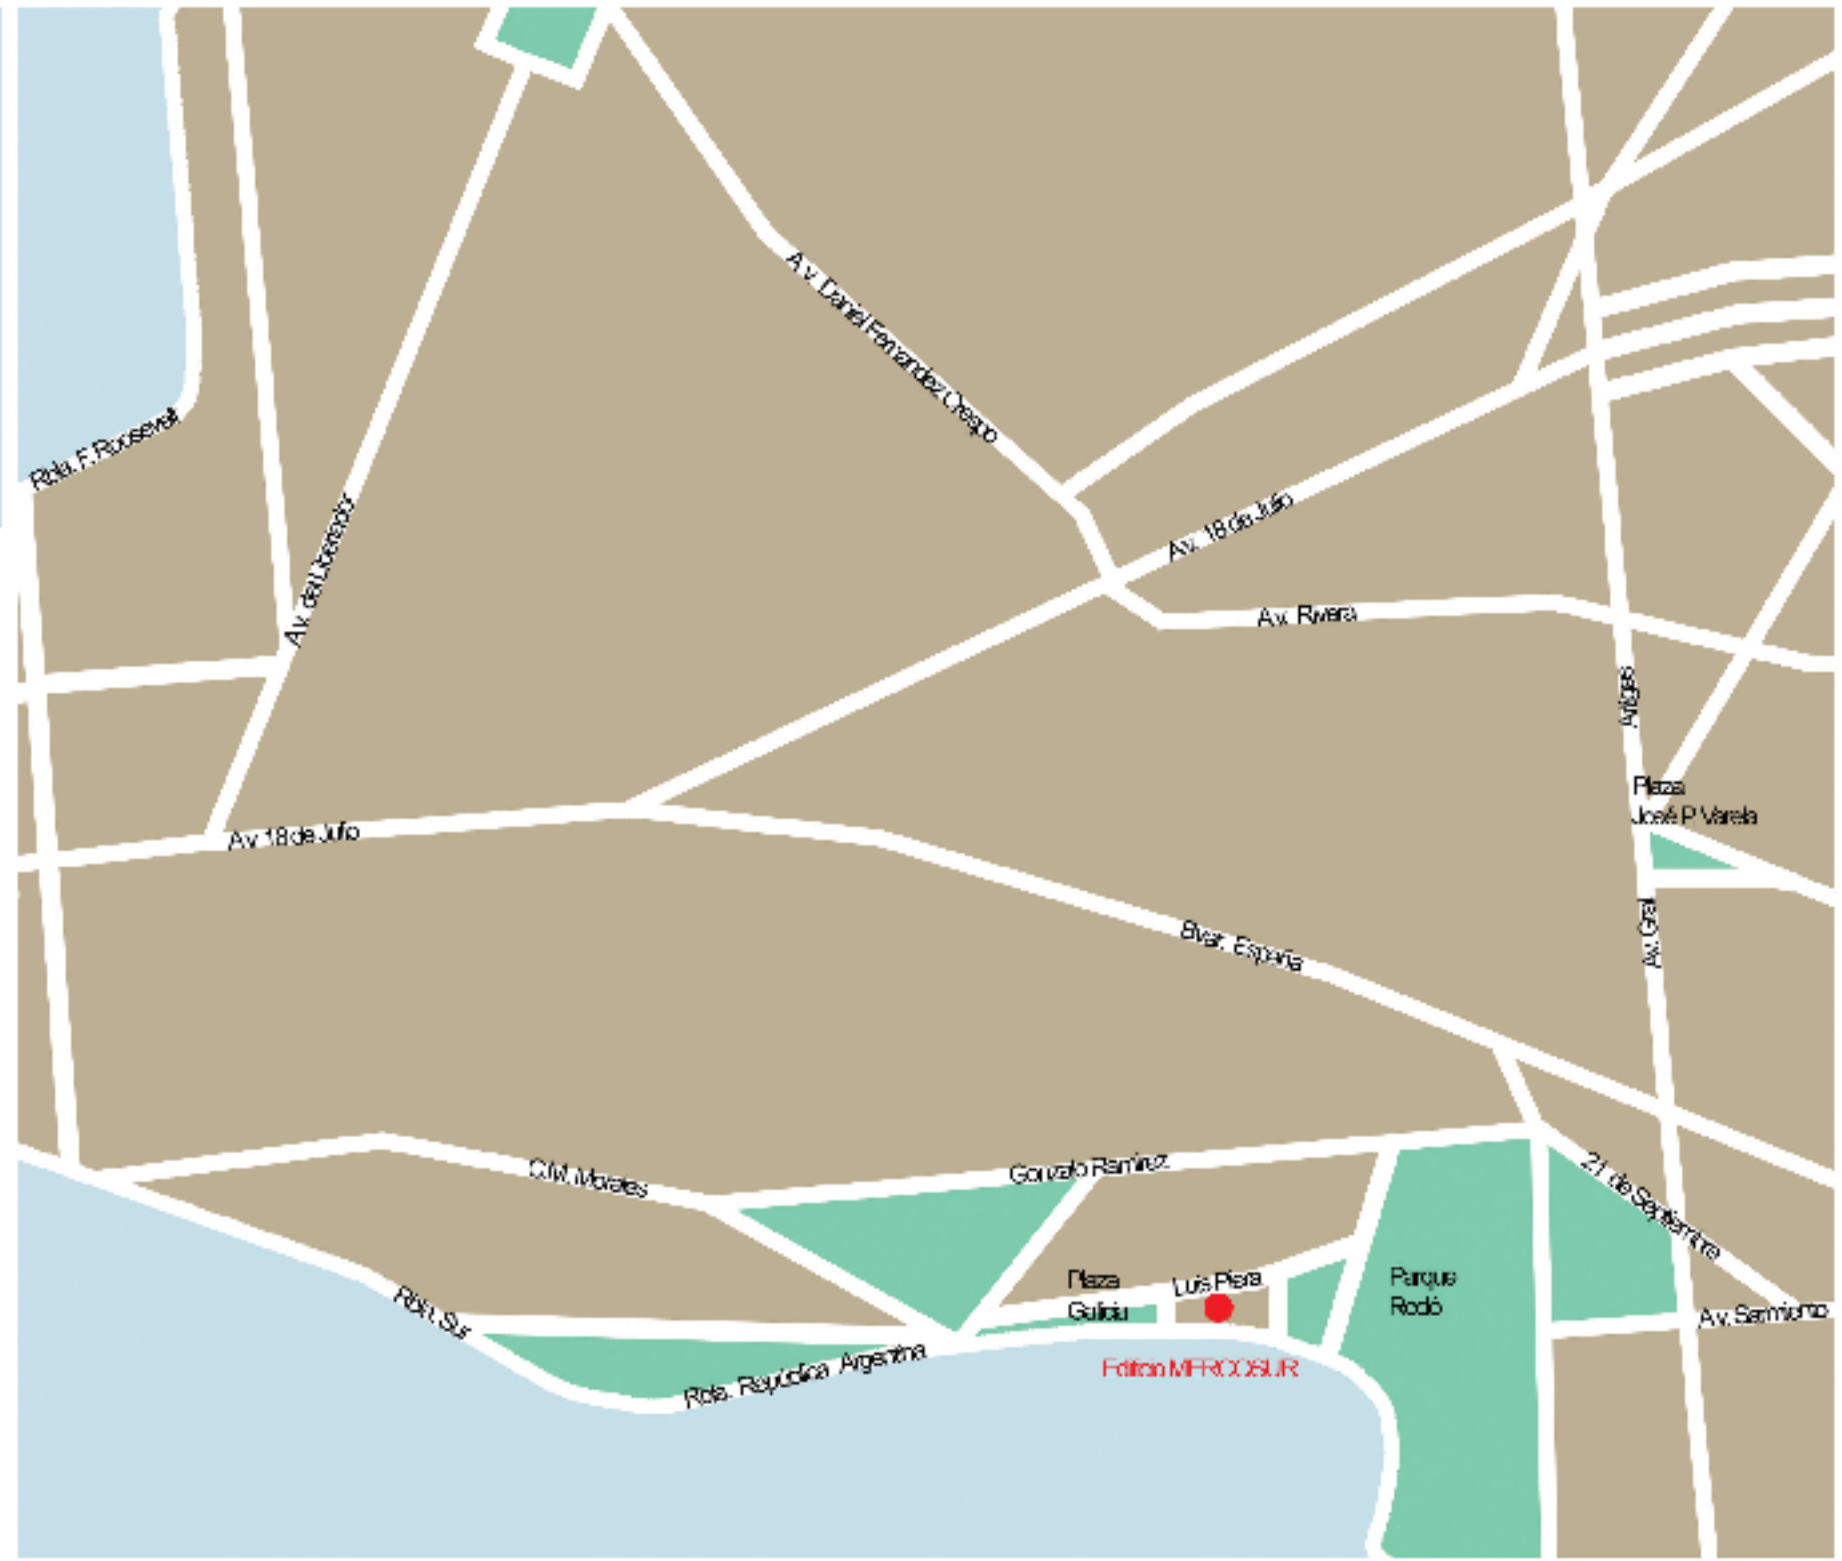 Av. Daniel Fernandez Crespo
Rbla. F. Roosevelt
Av. del Liberador
Av. 18 de Julio
Av. Rivera
Artigas
Plaza
José P. Varela
Av. 18 de Julio
Bvar. España
Av. Gral.
C.M. Morales
Gonzalo Ramirez
21 de Septiembre
Plaza
Galicia
Luis Piera
Parque
Rodó
Rbla. Sur
Av. Sarmiento
Rbla. República Argentina
Edificio MERCOSUR